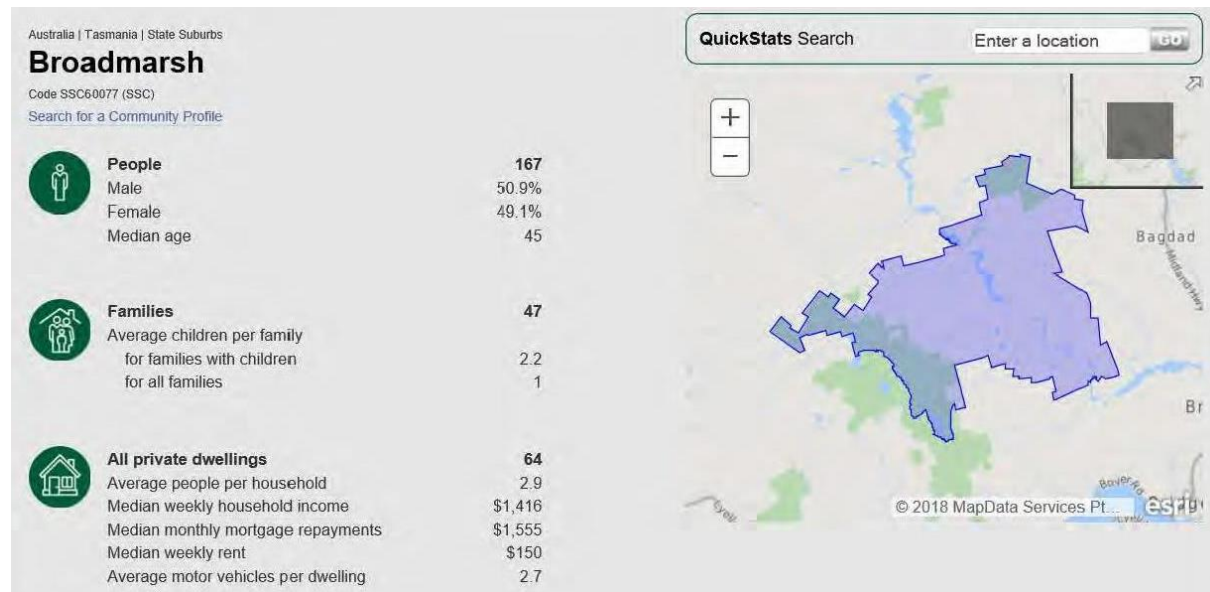 Australia | Tasmania | State Suburbs
Broadmarsh
Code SSC60077 (SSC)
Search for a Community Profile
People 167
Male 50.9%
Female 49.1%
Median age 45
Families 47
Average children per family
for families with children 2.2
for all families 1
All private dwellings 64
Average people per household 2.9
Median weekly household income $1,416
Median monthly mortgage repayments $1,555
Median weekly rent $150
Average motor vehicles per dwelling 2.7
QuickStats Search Enter a location GO
+
−
Bagdad
Midland Hwy
Br
Lyell
© 2018 MapData Services Pt...
esri